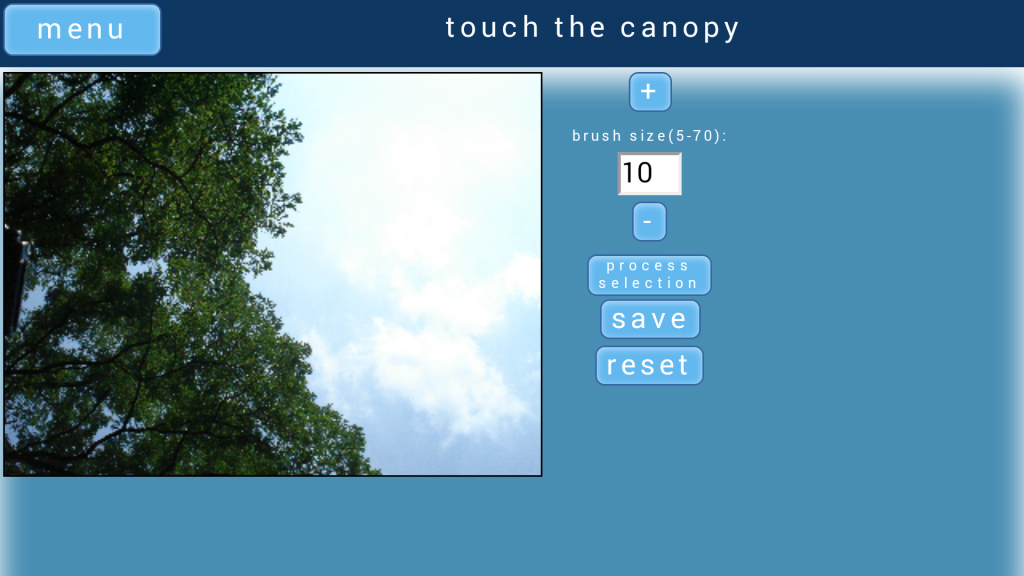 menu
touch the canopy
+
brush size(5-70):
10
-
process
selection
save
reset